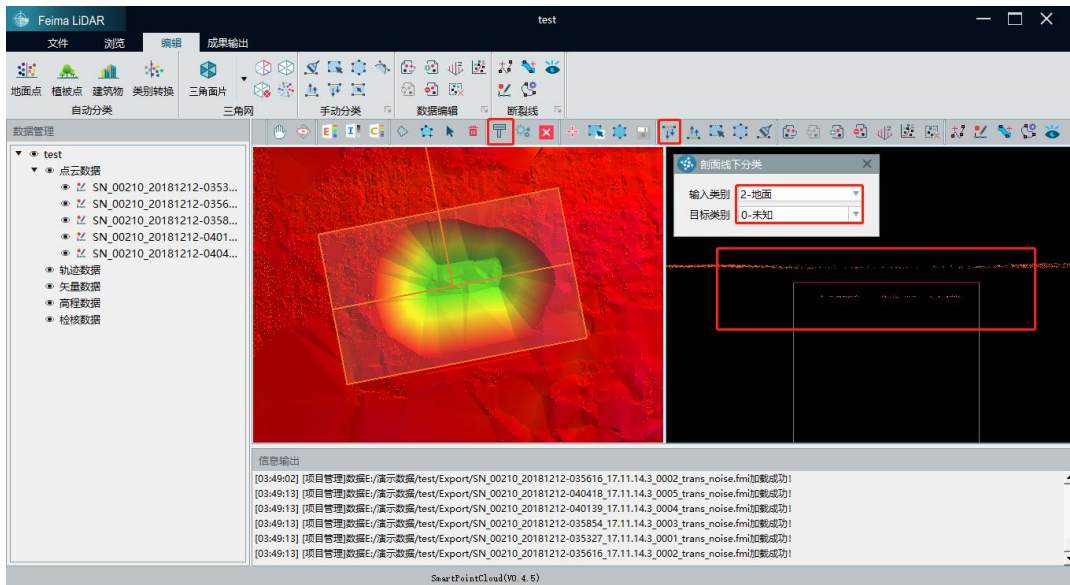 Feima LiDAR
test
文件 浏览 编辑 成果输出
地面点 植被点 建筑物 类别转换 三角面片
自动分类 三角网 手动分类 数据编辑 断裂线
数据管理
test
点云数据
SN_00210_20181212-0353...
SN_00210_20181212-0356...
SN_00210_20181212-0358...
SN_00210_20181212-0401...
SN_00210_20181212-0404...
轨迹数据
矢量数据
高程数据
检核数据
剖面线下分类
输入类别 2-地面
目标类别 0-未知
信息输出
[03:49:02] [项目管理]数据E:/演示数据/test/Export/SN_00210_20181212-035616_17.11.14.3_0002_trans_noise.fmi加载成功!
[03:49:13] [项目管理]数据E:/演示数据/test/Export/SN_00210_20181212-040418_17.11.14.3_0005_trans_noise.fmi加载成功!
[03:49:13] [项目管理]数据E:/演示数据/test/Export/SN_00210_20181212-040139_17.11.14.3_0004_trans_noise.fmi加载成功!
[03:49:13] [项目管理]数据E:/演示数据/test/Export/SN_00210_20181212-035854_17.11.14.3_0003_trans_noise.fmi加载成功!
[03:49:13] [项目管理]数据E:/演示数据/test/Export/SN_00210_20181212-035327_17.11.14.3_0001_trans_noise.fmi加载成功!
[03:49:13] [项目管理]数据E:/演示数据/test/Export/SN_00210_20181212-035616_17.11.14.3_0002_trans_noise.fmi加载成功!
SmartPointCloud(V0.4.5)